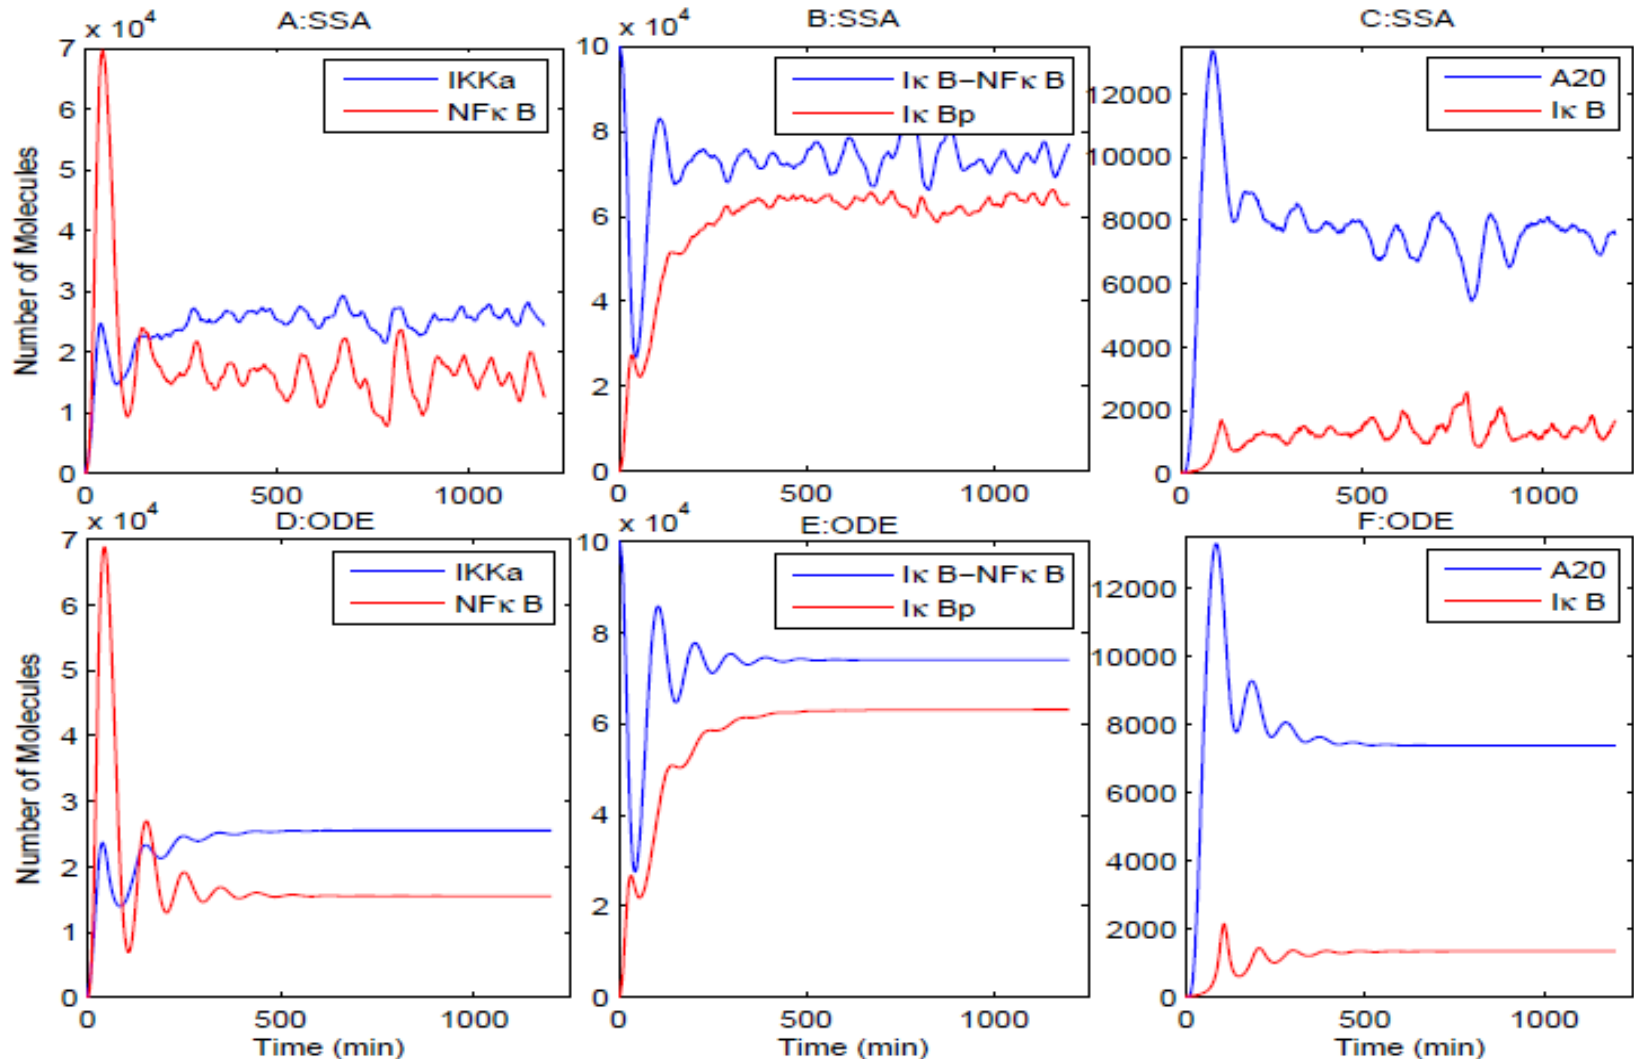 A:SSA
x 10^4
7
6
5
4
3
2
1
0
0 500 1000
Number of Molecules
IKKa
NFκ B
B:SSA
x 10^4
10
8
6
4
2
0
0 500 1000
Iκ B−NFκ B
Iκ Bp
C:SSA
12000
10000
8000
6000
4000
2000
0
0 500 1000
A20
Iκ B
D:ODE
x 10^4
7
6
5
4
3
2
1
0
0 500 1000
Number of Molecules
Time (min)
IKKa
NFκ B
E:ODE
x 10^4
10
8
6
4
2
0
0 500 1000
Time (min)
Iκ B−NFκ B
Iκ Bp
F:ODE
12000
10000
8000
6000
4000
2000
0
0 500 1000
Time (min)
A20
Iκ B